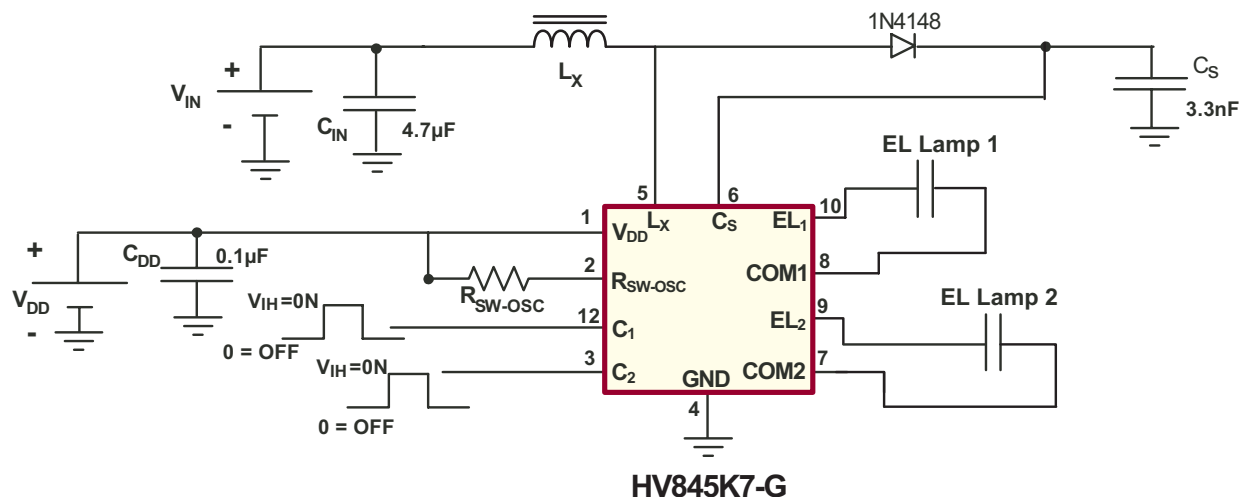 1N4148
+
V_IN
-
L_X
C_IN
4.7µF
C_S
3.3nF
EL Lamp 1
5
6
10
L_X
C_S
EL_1
1
V_DD
+
C_DD
0.1µF
COM1
8
2
R_SW-OSC
R_SW-OSC
V_DD
-
EL Lamp 2
V_IH=0N
9
EL_2
12
C_1
0 = OFF
3
C_2
V_IH=0N
7
COM2
GND
4
0 = OFF
HV845K7-G